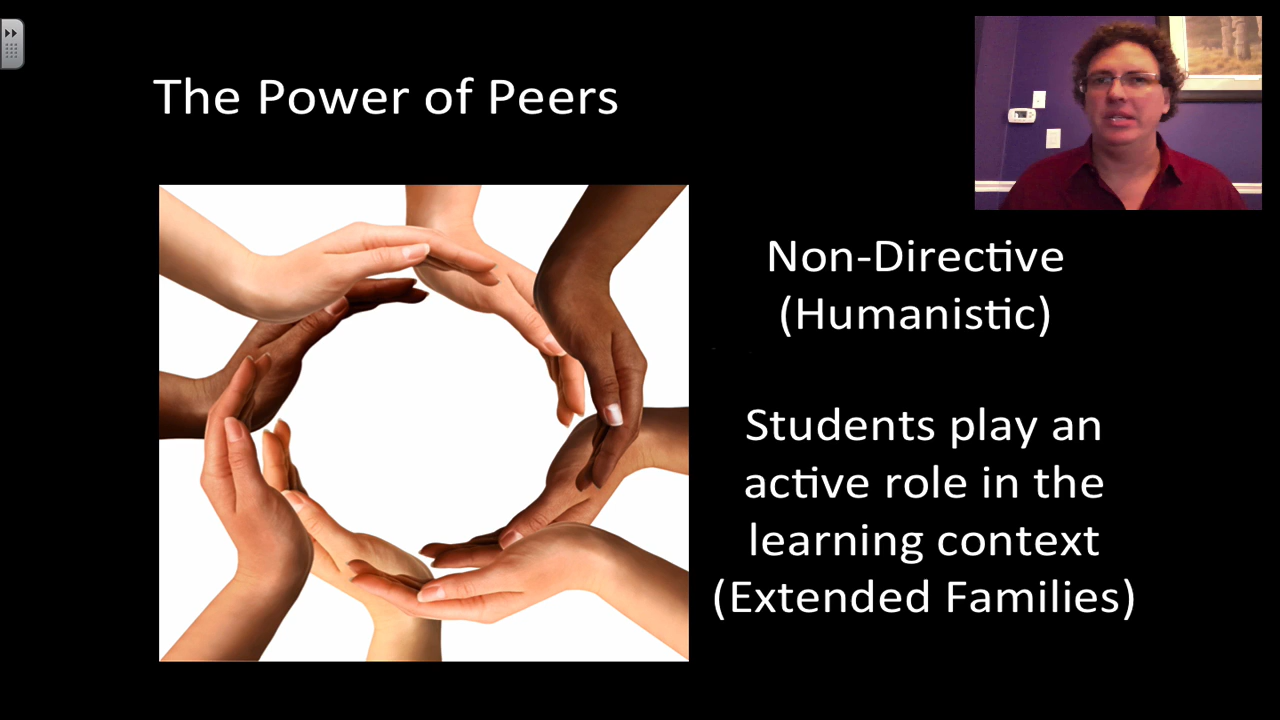 The Power of Peers
Non-Directive
(Humanistic)
Students play an
active role in the
learning context
(Extended Families)